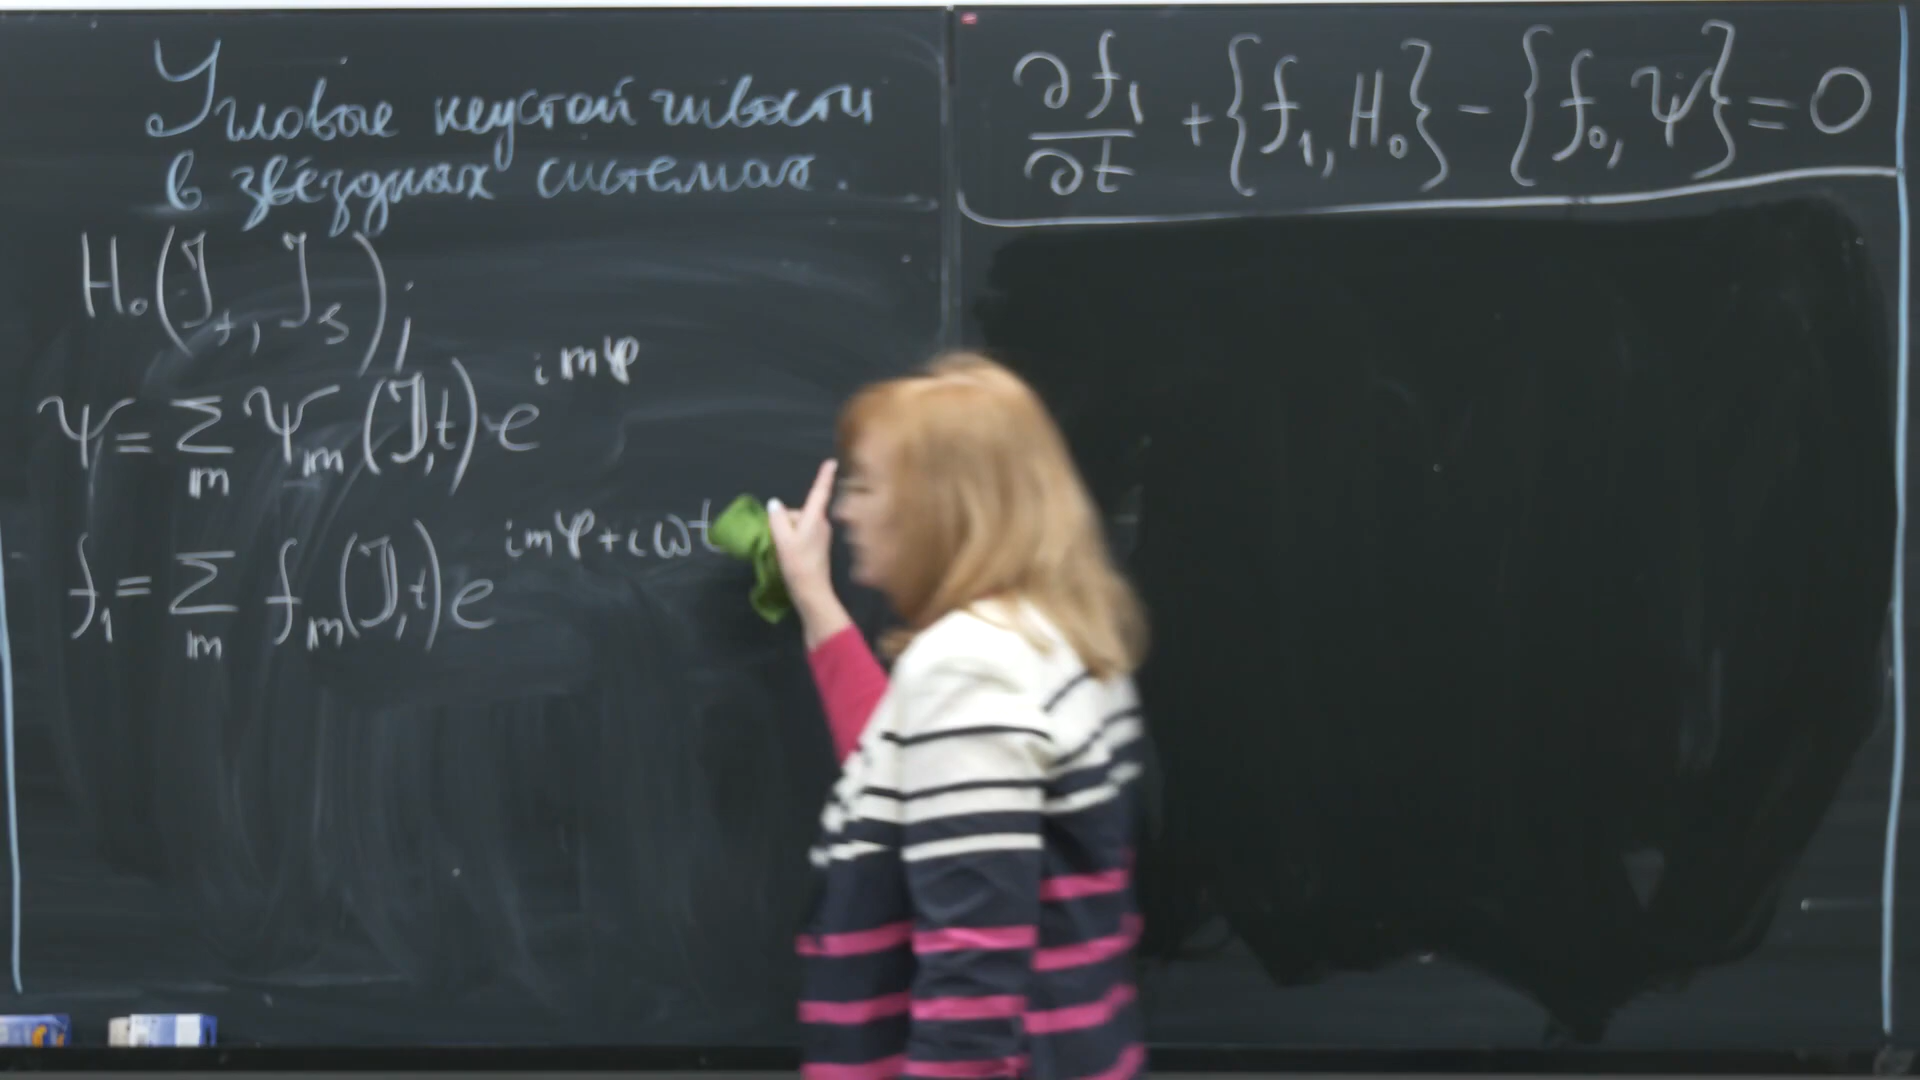 Угловые неустойчивости
в звёздных системах.
H₀(J₊, J_s);
ψ = Σ_m ψ_m (J, t) · e^{imφ}
f₁ = Σ_m f_m (J, t) e^{imφ+iωt}
∂f₁/∂t + {f₁, H₀} − {f₀, ψ} = 0